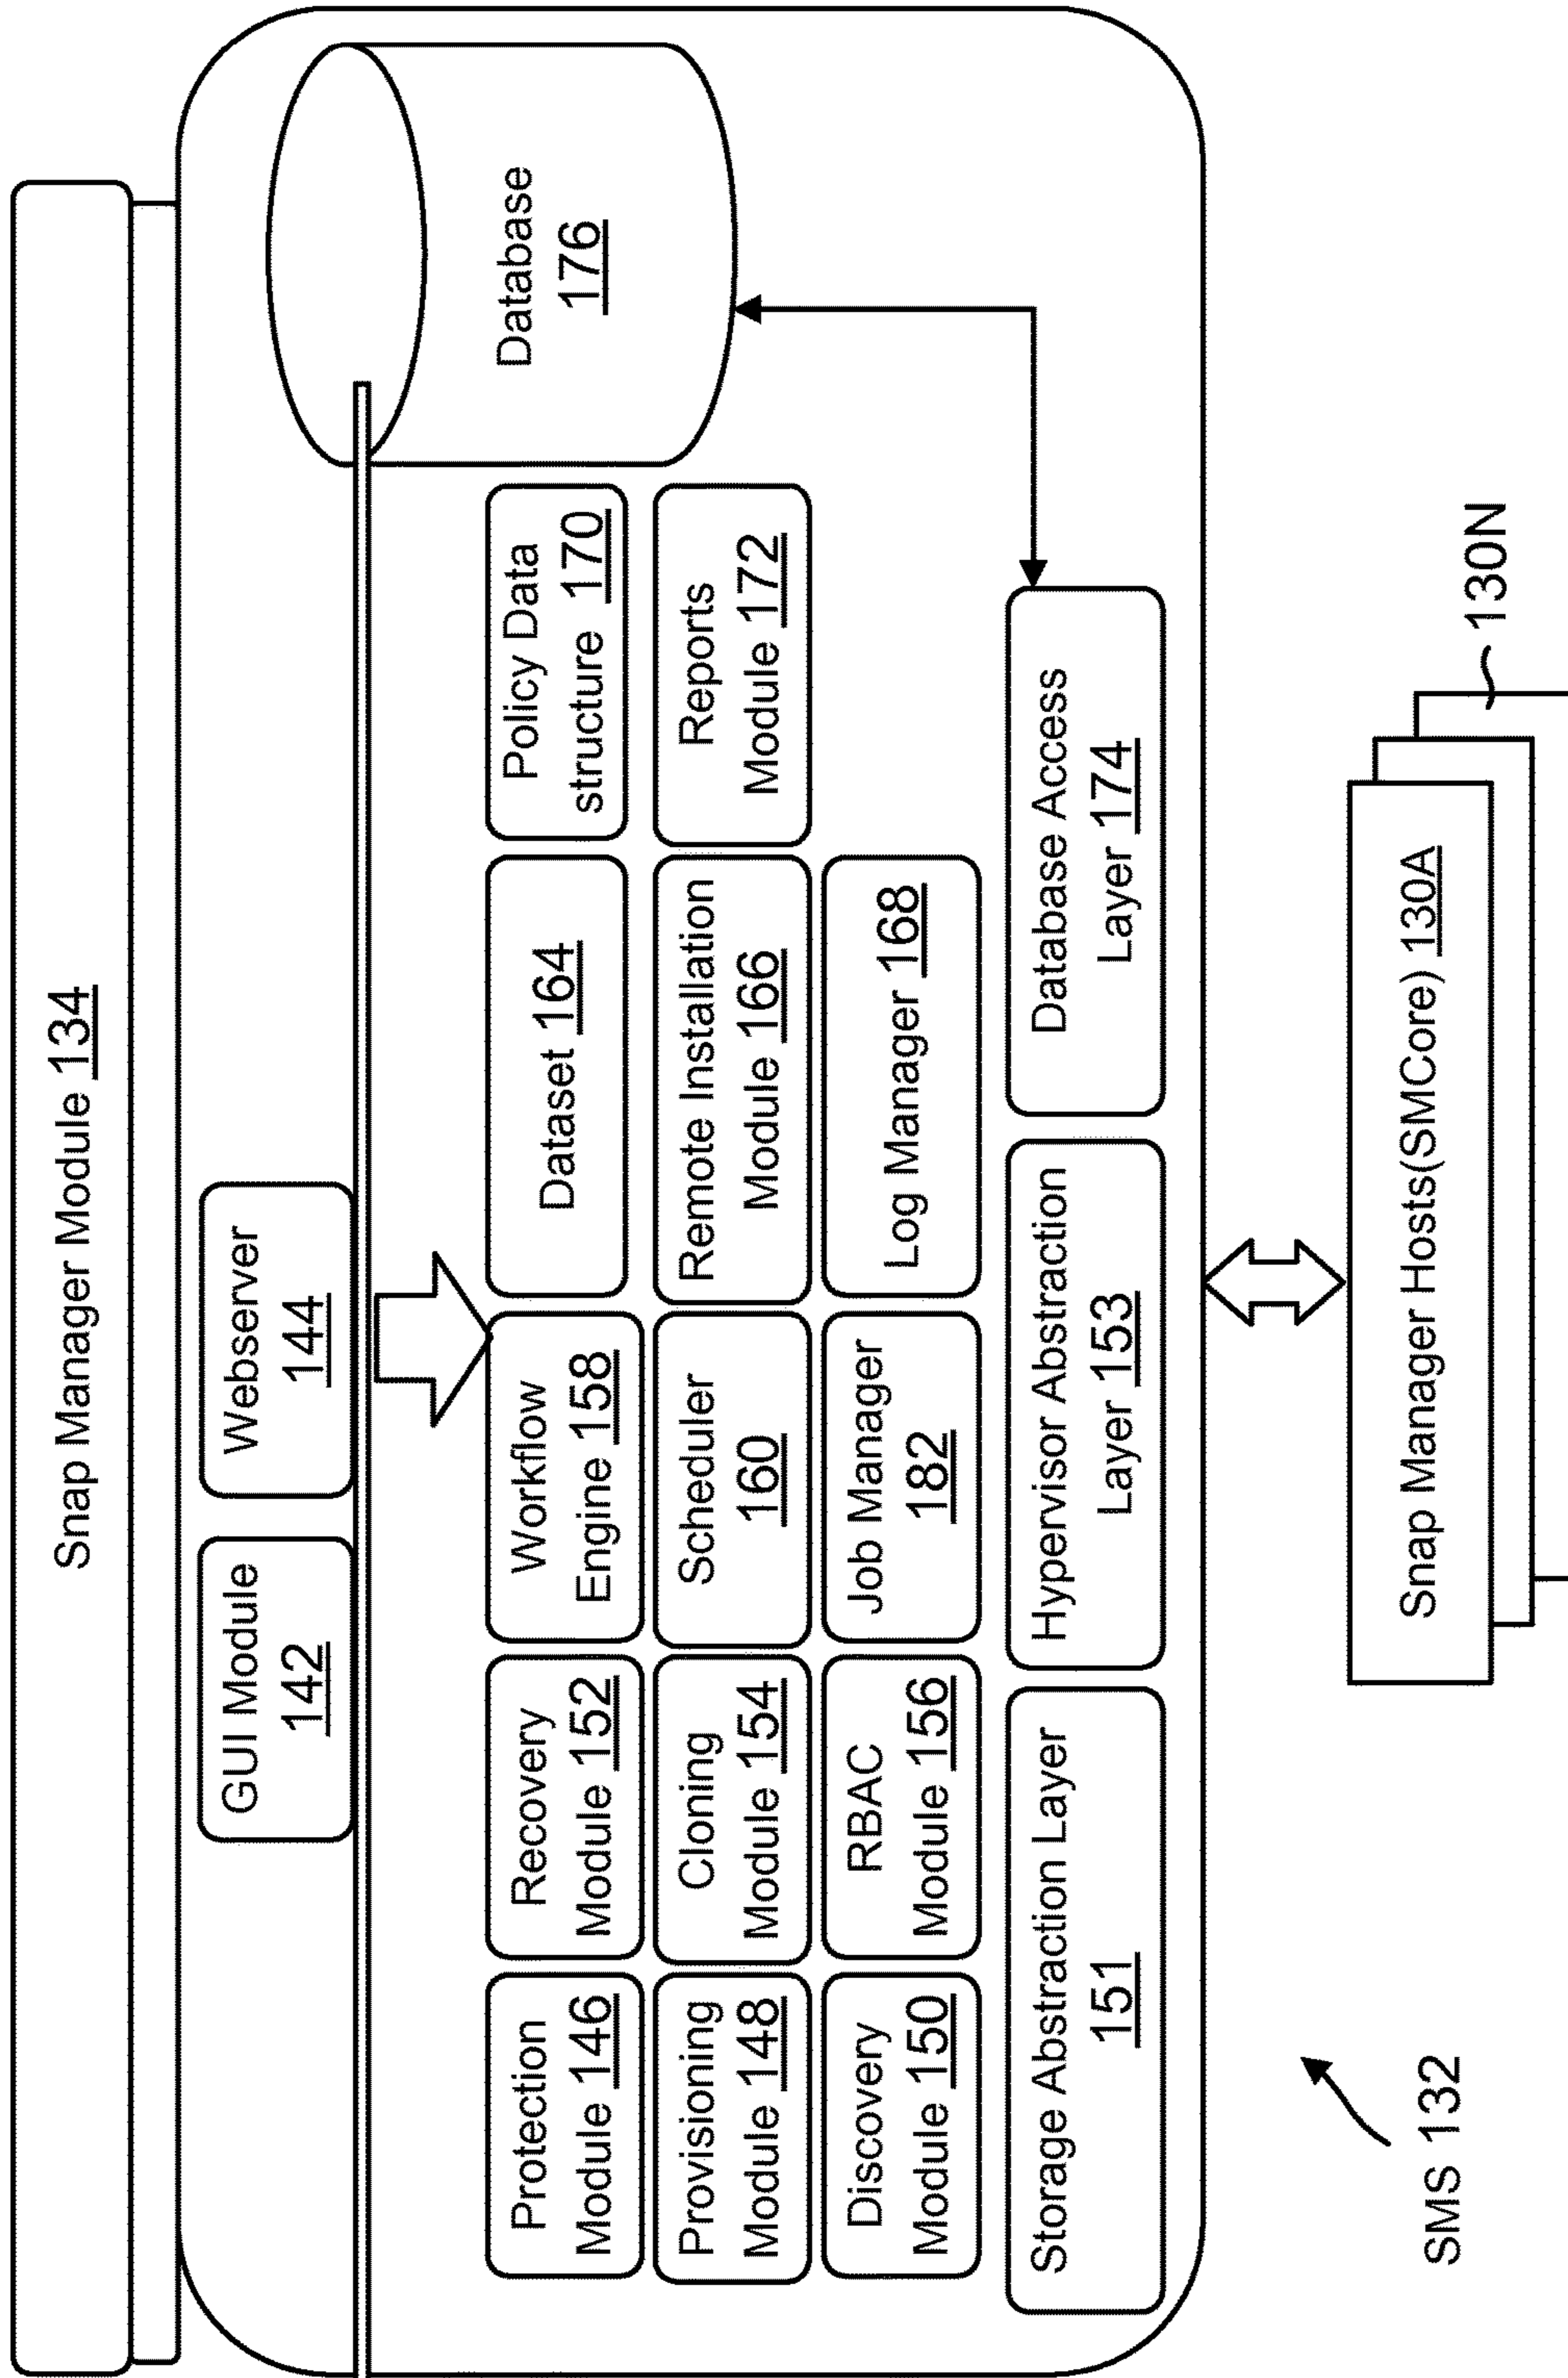 Snap Manager Module 134
GUI Module
142
Webserver
144
Protection
Module 146
Recovery
Module 152
Workflow
Engine 158
Dataset 164
Policy Data
structure 170
Database
176
Provisioning
Module 148
Cloning
Module 154
Scheduler
160
Remote Installation
Module 166
Reports
Module 172
Discovery
Module 150
RBAC
Module 156
Job Manager
182
Log Manager 168
Storage Abstraction Layer
151
Hypervisor Abstraction
Layer 153
Database Access
Layer 174
Snap Manager Hosts(SMCore) 130A
130N
SMS 132